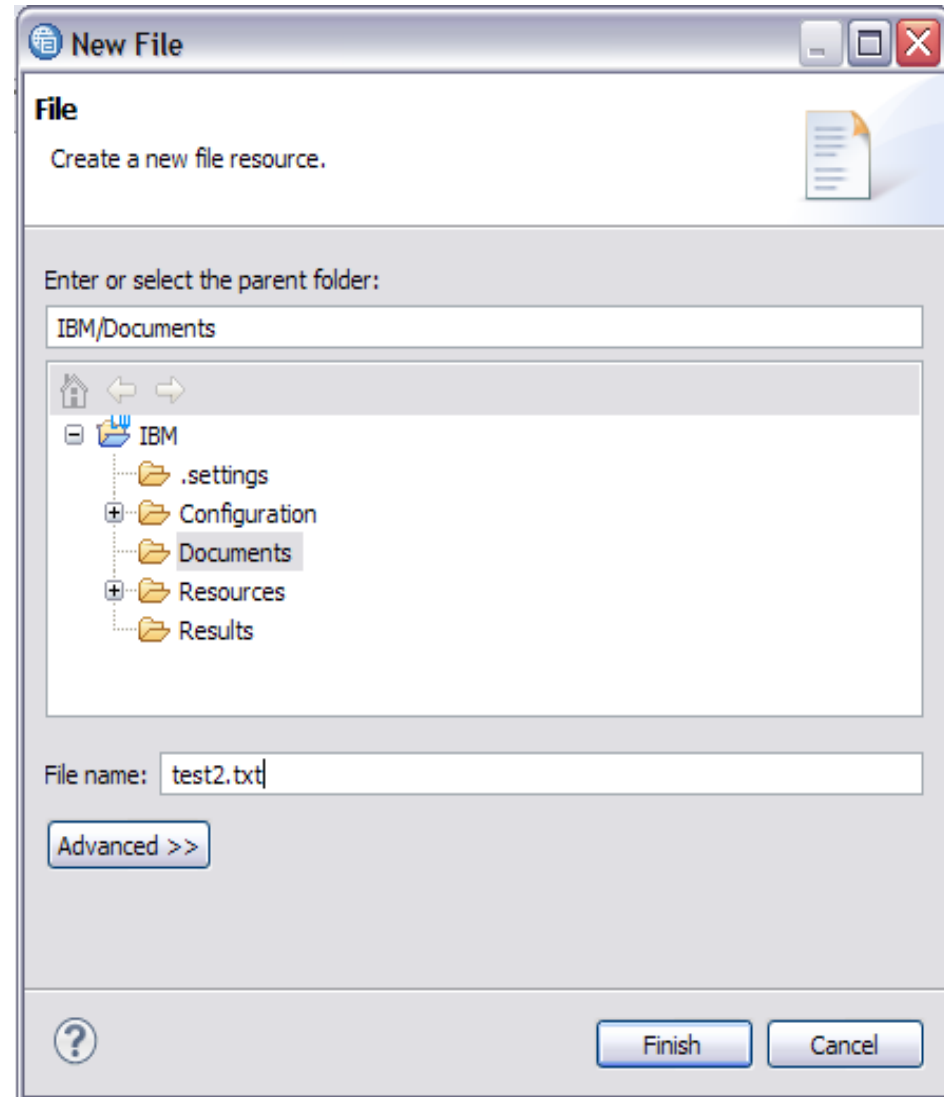 New File
File
Create a new file resource.
Enter or select the parent folder:
IBM/Documents
IBM
.settings
Configuration
Documents
Resources
Results
File name: test2.txt
Advanced >>
?
Finish Cancel